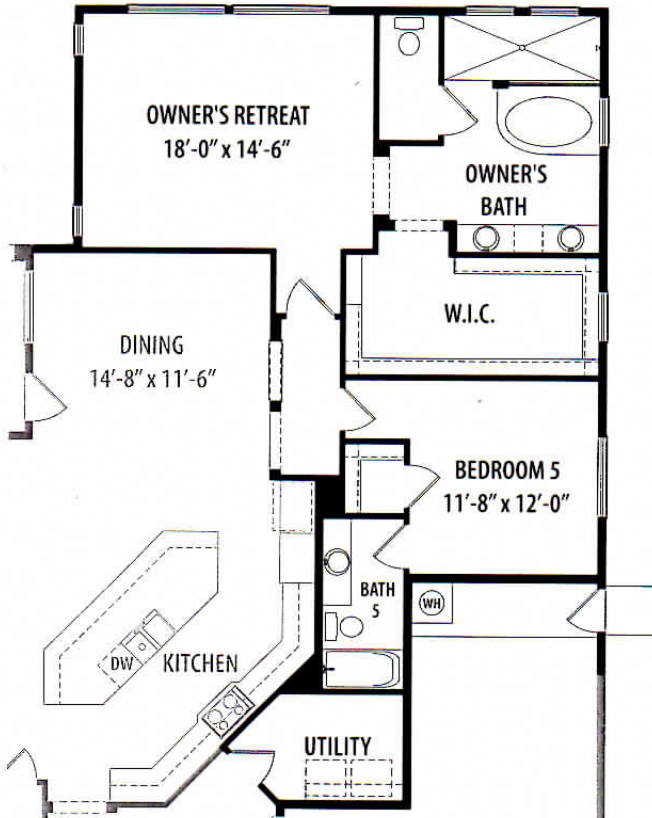 OWNER'S RETREAT
18'-0" x 14'-6"
OWNER'S
BATH
W.I.C.
DINING
14'-8" x 11'-6"
BEDROOM 5
11'-8" x 12'-0"
BATH
5
WH
DW
KITCHEN
UTILITY